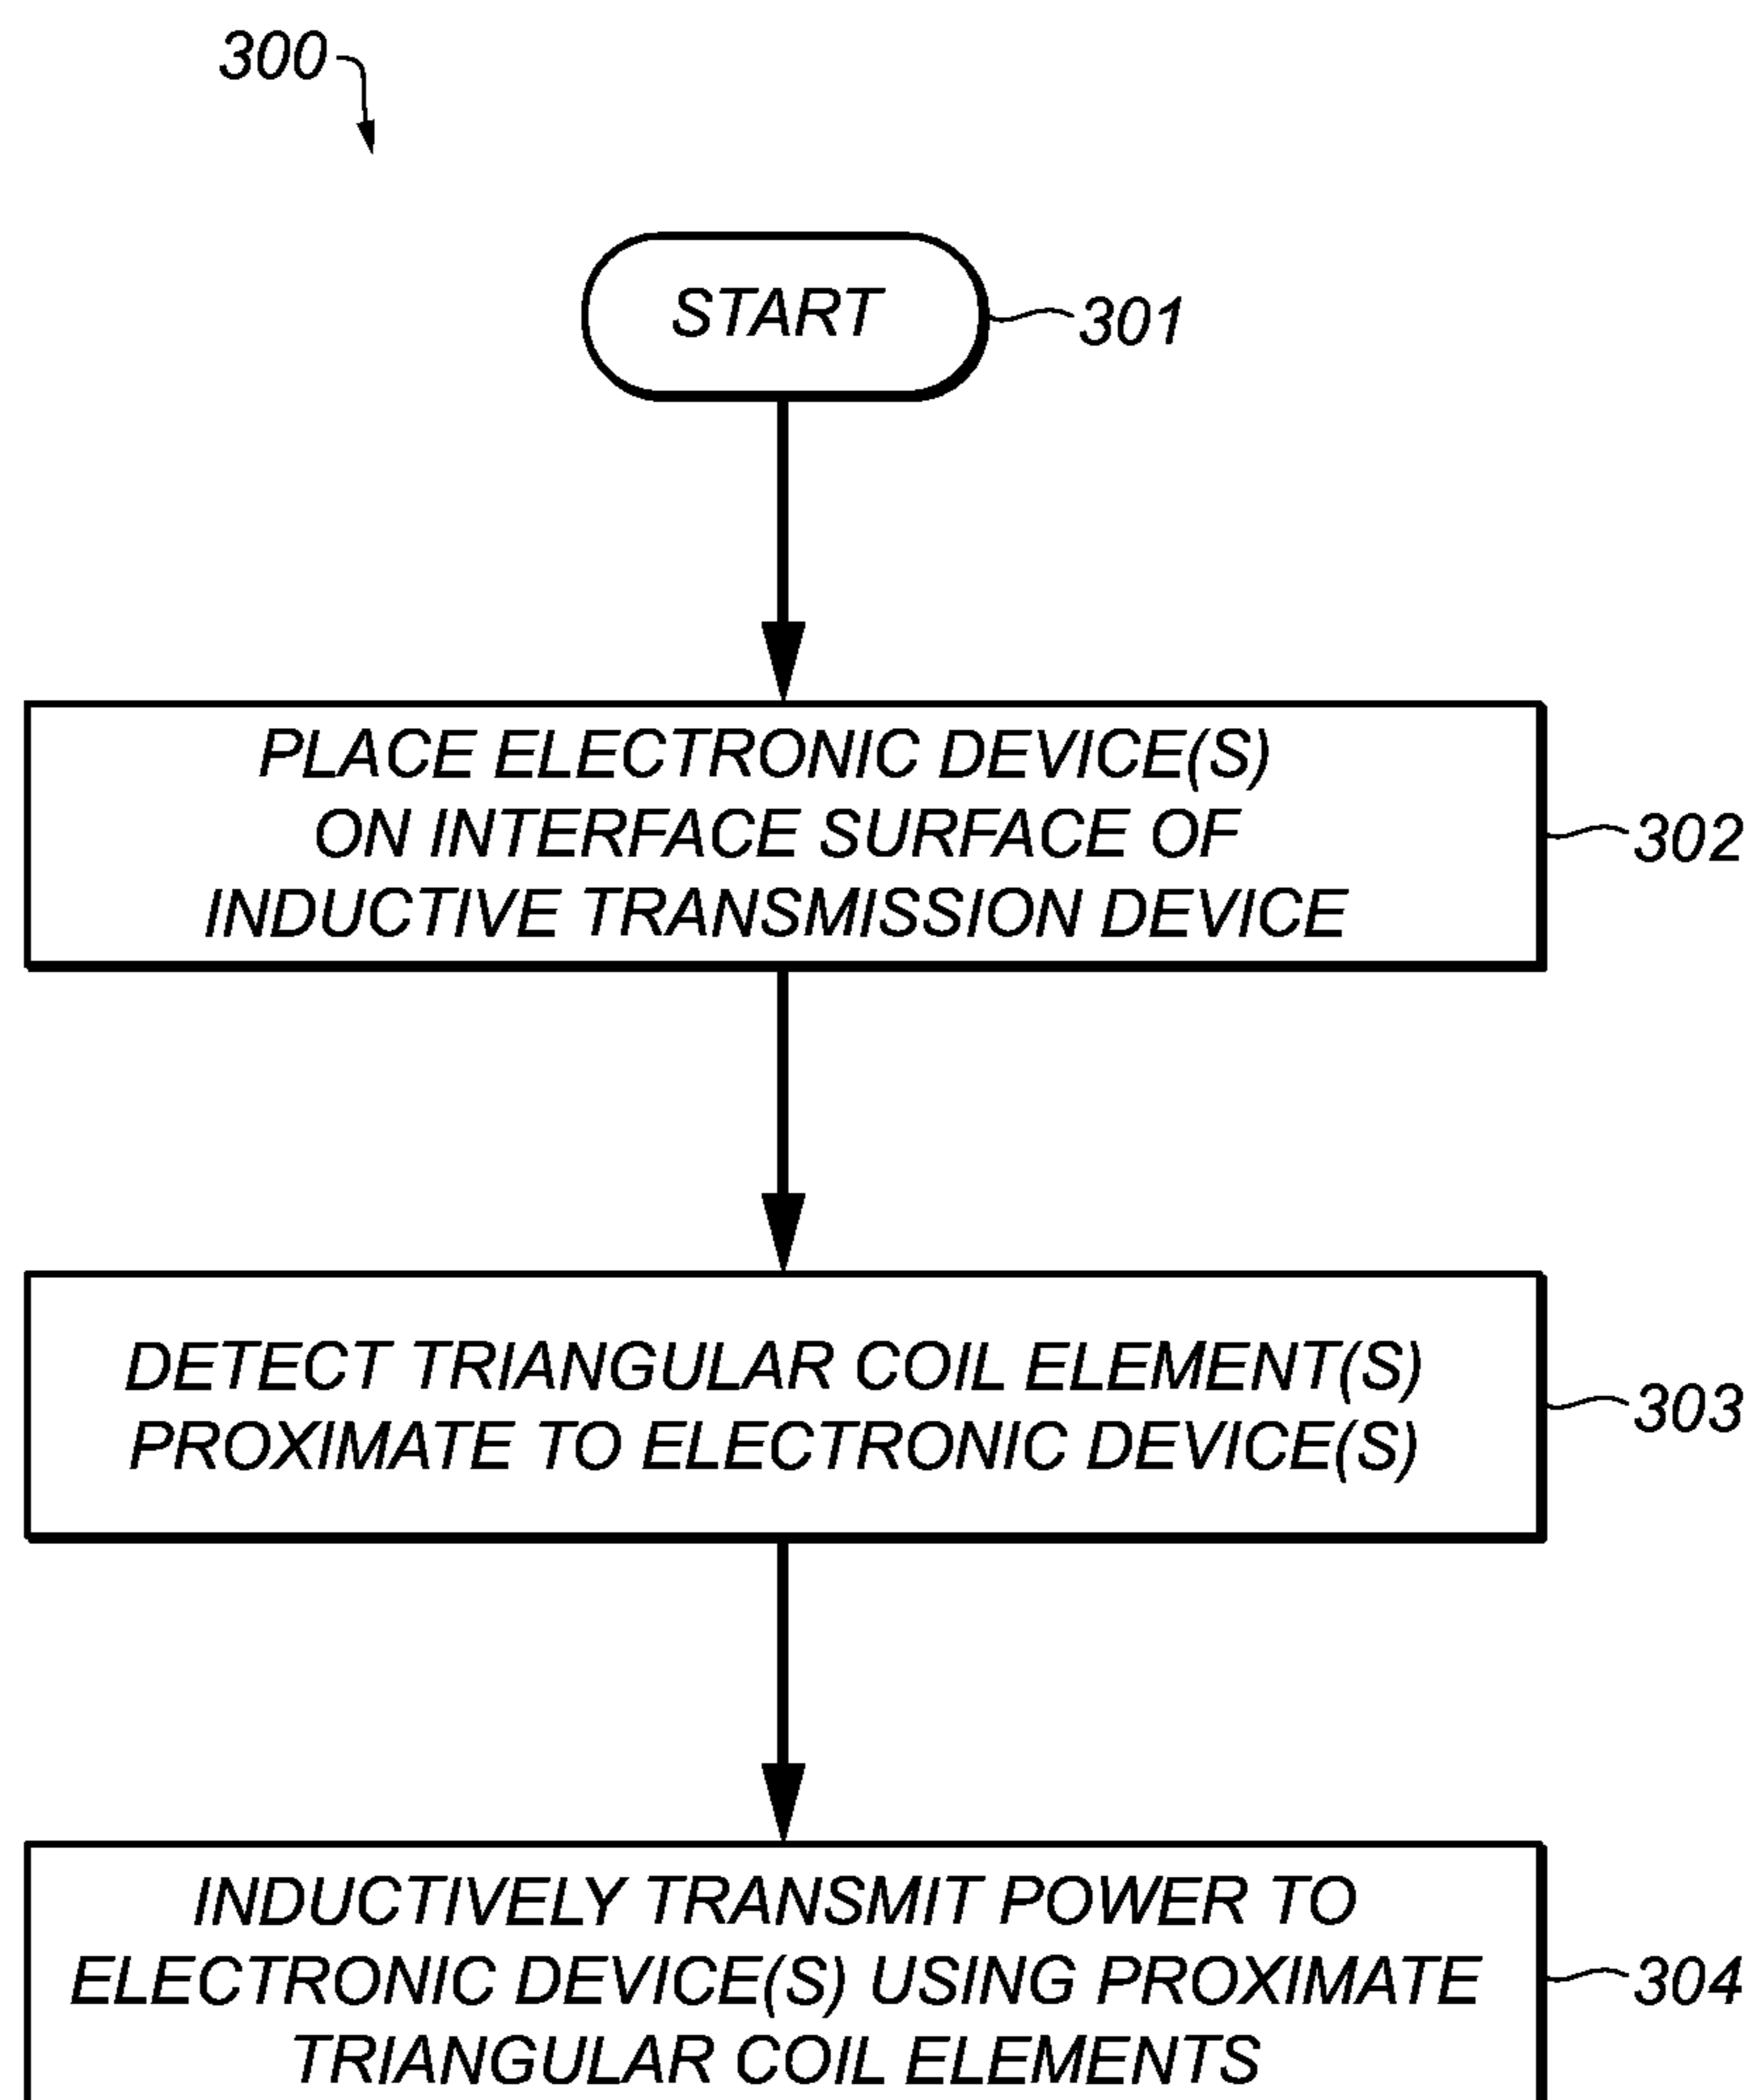 300
START
301
PLACE ELECTRONIC DEVICE(S)
ON INTERFACE SURFACE OF
INDUCTIVE TRANSMISSION DEVICE
302
DETECT TRIANGULAR COIL ELEMENT(S)
PROXIMATE TO ELECTRONIC DEVICE(S)
303
INDUCTIVELY TRANSMIT POWER TO
ELECTRONIC DEVICE(S) USING PROXIMATE
TRIANGULAR COIL ELEMENTS
304